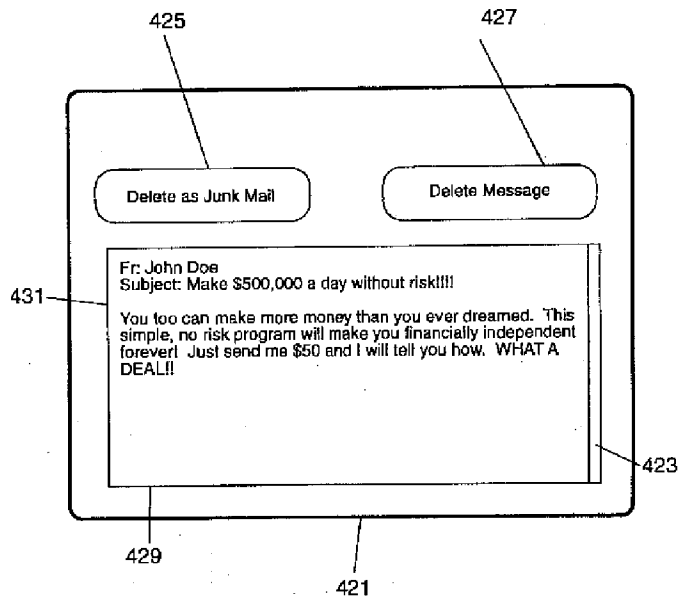 425
427
Delete as Junk Mail
Delete Message
Fr: John Doe
Subject: Make $500,000 a day without risk!!!!
431
You too can make more money than you ever dreamed. This
simple, no risk program will make you financially independent
forever! Just send me $50 and I will tell you how. WHAT A
DEAL!!
423
429
421